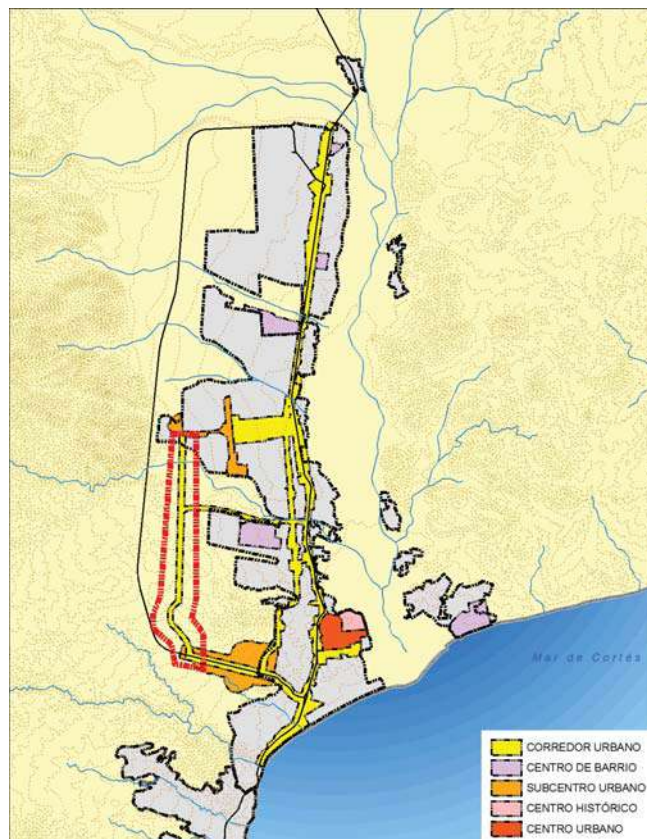 Mar de Cortés
CORREDOR URBANO
CENTRO DE BARRIO
SUBCENTRO URBANO
CENTRO HISTÓRICO
CENTRO URBANO